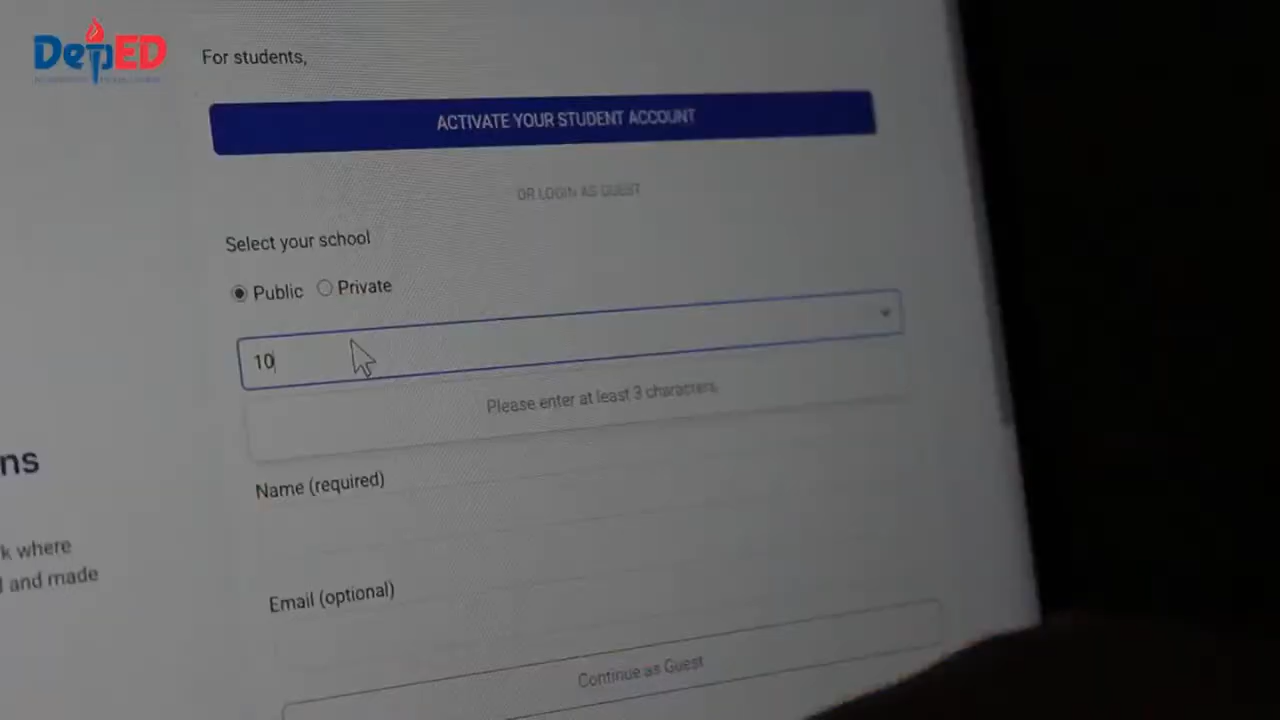 DepED
For students,
ACTIVATE YOUR STUDENT ACCOUNT
OR LOGIN AS GUEST
Select your school
Public Private
10
Please enter at least 3 characters
ns
Name (required)
k where
and made
Email (optional)
Continue as Guest